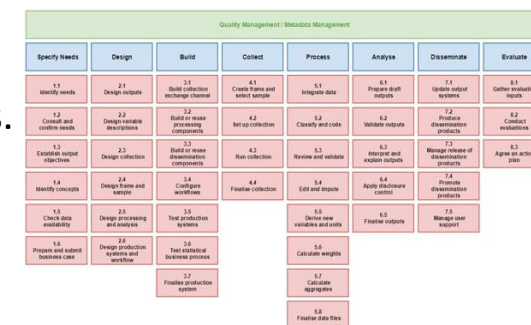 Quality Management / Metadata Management
Specify Needs
Design
Build
Collect
Process
Analyse
Disseminate
Evaluate
1.1
Identify needs
1.2
Consult and
confirm needs
1.3
Establish output
objectives
1.4
Identify concepts
1.5
Check data
availability
1.6
Prepare and submit
business case
2.1
Design outputs
2.2
Design variable
descriptions
2.3
Design collection
2.4
Design frame and
sample
2.5
Design processing
and analysis
2.6
Design production
systems and
workflow
3.1
Build collection
exchange channel
3.2
Build or reuse
processing
components
3.3
Build or reuse
dissemination
components
3.4
Configure
workflows
3.5
Test production
systems
3.6
Test statistical
business process
3.7
Finalise production
system
4.1
Create frame and
select sample
4.2
Set up collection
4.3
Run collection
4.4
Finalise collection
5.1
Integrate data
5.2
Classify and code
5.3
Review and validate
5.4
Edit and impute
5.5
Derive new
variables and units
5.6
Calculate weights
5.7
Calculate
aggregates
5.8
Finalise data files
6.1
Prepare draft
outputs
6.2
Validate outputs
6.3
Interpret and
explain outputs
6.4
Apply disclosure
control
6.5
Finalise outputs
7.1
Update output
systems
7.2
Produce
dissemination
products
7.3
Manage release of
dissemination
products
7.4
Promote
dissemination
products
7.5
Manage user
support
8.1
Gather evaluati
inputs
8.2
Conduct
evaluations
8.3
Agree an acti
plan